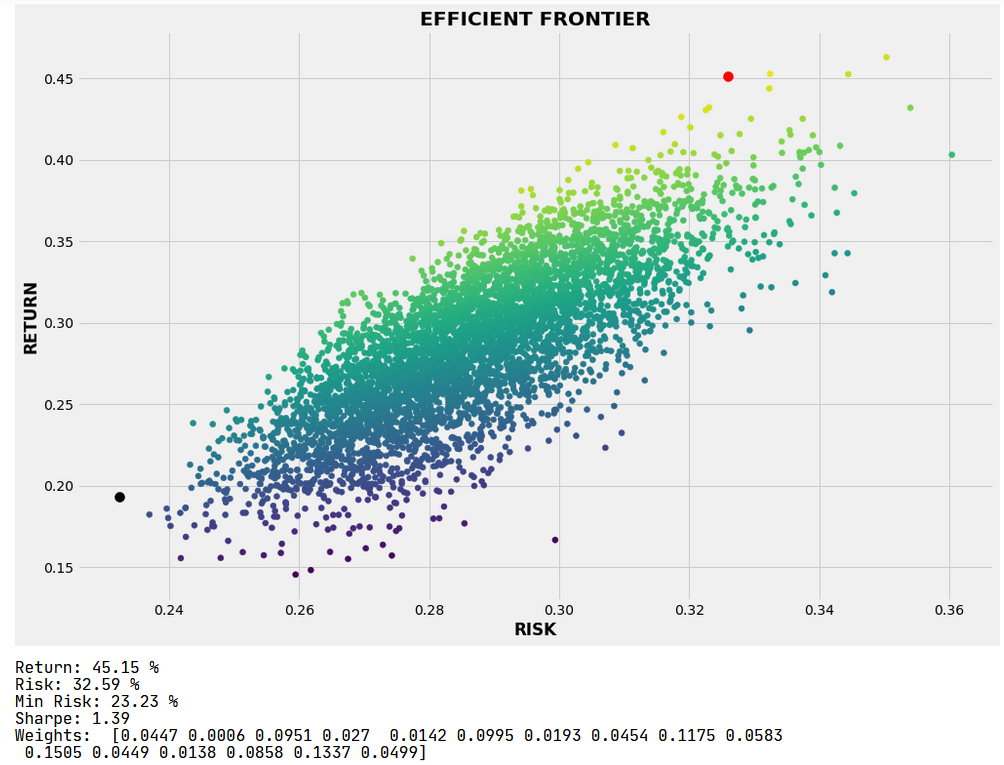 EFFICIENT FRONTIER
0.45
0.40
0.35
0.30
0.25
0.20
0.15
RETURN
0.24 0.26 0.28 0.30 0.32 0.34 0.36
RISK
Return: 45.15 %
Risk: 32.59 %
Min Risk: 23.23 %
Sharpe: 1.39
Weights:  [0.0447 0.0006 0.0951 0.027  0.0142 0.0995 0.0193 0.0454 0.1175 0.0583
 0.1505 0.0449 0.0138 0.0858 0.1337 0.0499]